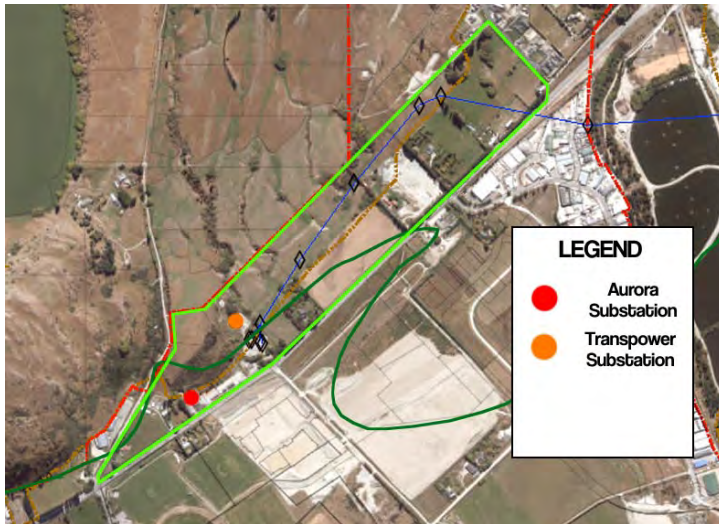 LEGEND
Aurora
Substation
Transpower
Substation